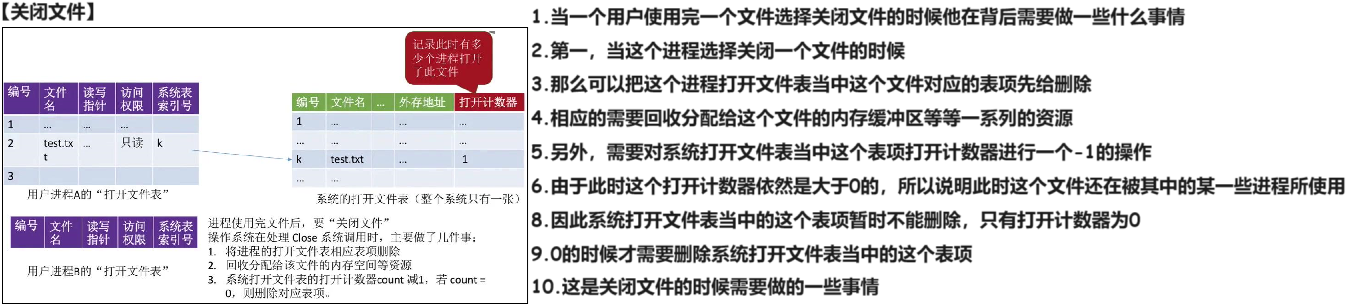 【关闭文件】
记录此时有多
少个进程打开
了此文件
编号 文件名 读写指针 访问权限 系统表索引号
1 ... ... ...
2 test.txt ... 只读 k
3
用户进程A的“打开文件表”
编号 文件名 ... 外存地址 打开计数器
1 ... ... ...
... ... ... ...
k test.txt ... 1
系统的打开文件表（整个系统只有一张）
编号 文件名 读写指针 访问权限 系统表索引号
用户进程B的“打开文件表”
进程使用完文件后，要“关闭文件”
操作系统在处理 Close 系统调用时，主要做了几件事：
1. 将进程的打开文件表相应表项删除
2. 回收分配给该文件的内存空间等资源
3. 系统打开文件表的打开计数器count 减1，若 count =
0，则删除对应表项。
1.当一个用户使用完一个文件选择关闭文件的时候他在背后需要做一些什么事情
2.第一，当这个进程选择关闭一个文件的时候
3.那么可以把这个进程打开文件表当中这个文件对应的表项先给删除
4.相应的需要回收分配给这个文件的内存缓冲区等等一系列的资源
5.另外，需要对系统打开文件表当中这个表项打开计数器进行一个-1的操作
6.由于此时这个打开计数器依然是大于0的，所以说明此时这个文件还在被其中的某一些进程所使用
8.因此系统打开文件表当中的这个表项暂时不能删除，只有打开计数器为0
9.0的时候才需要删除系统打开文件表当中的这个表项
10.这是关闭文件的时候需要做的一些事情